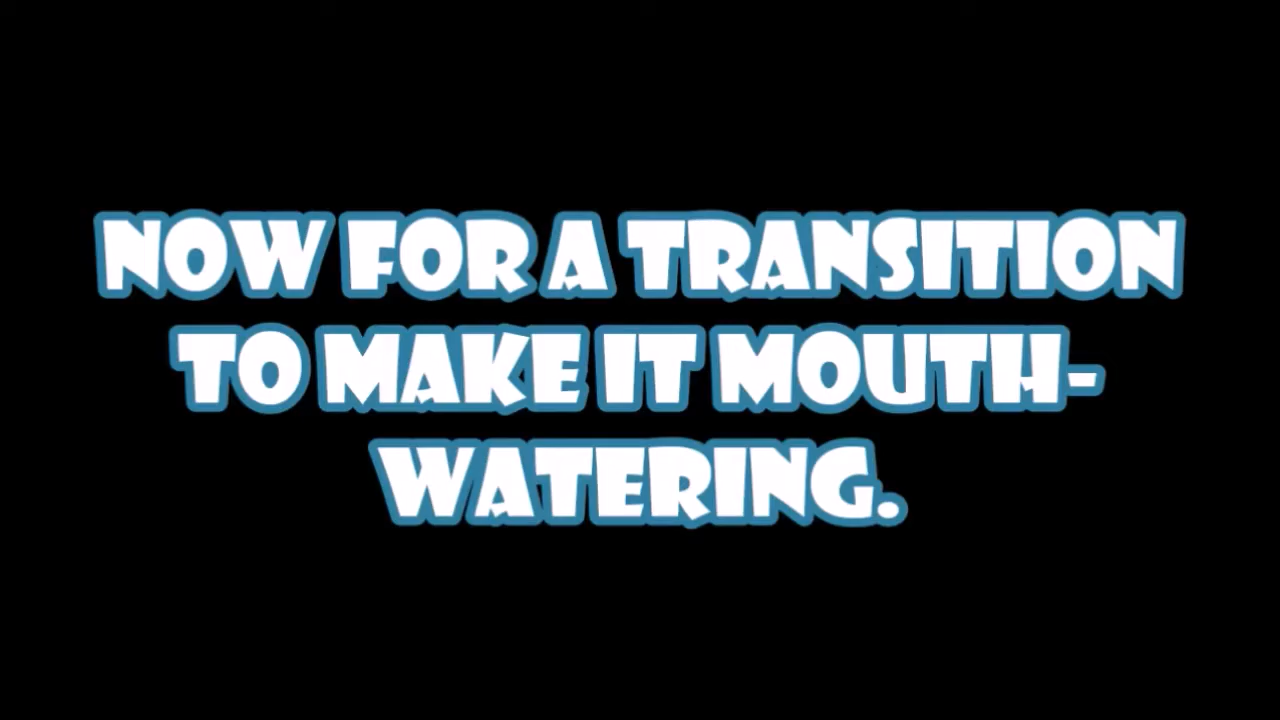 NOW FOR A TRANSITION
TO MAKE IT MOUTH-
WATERING.